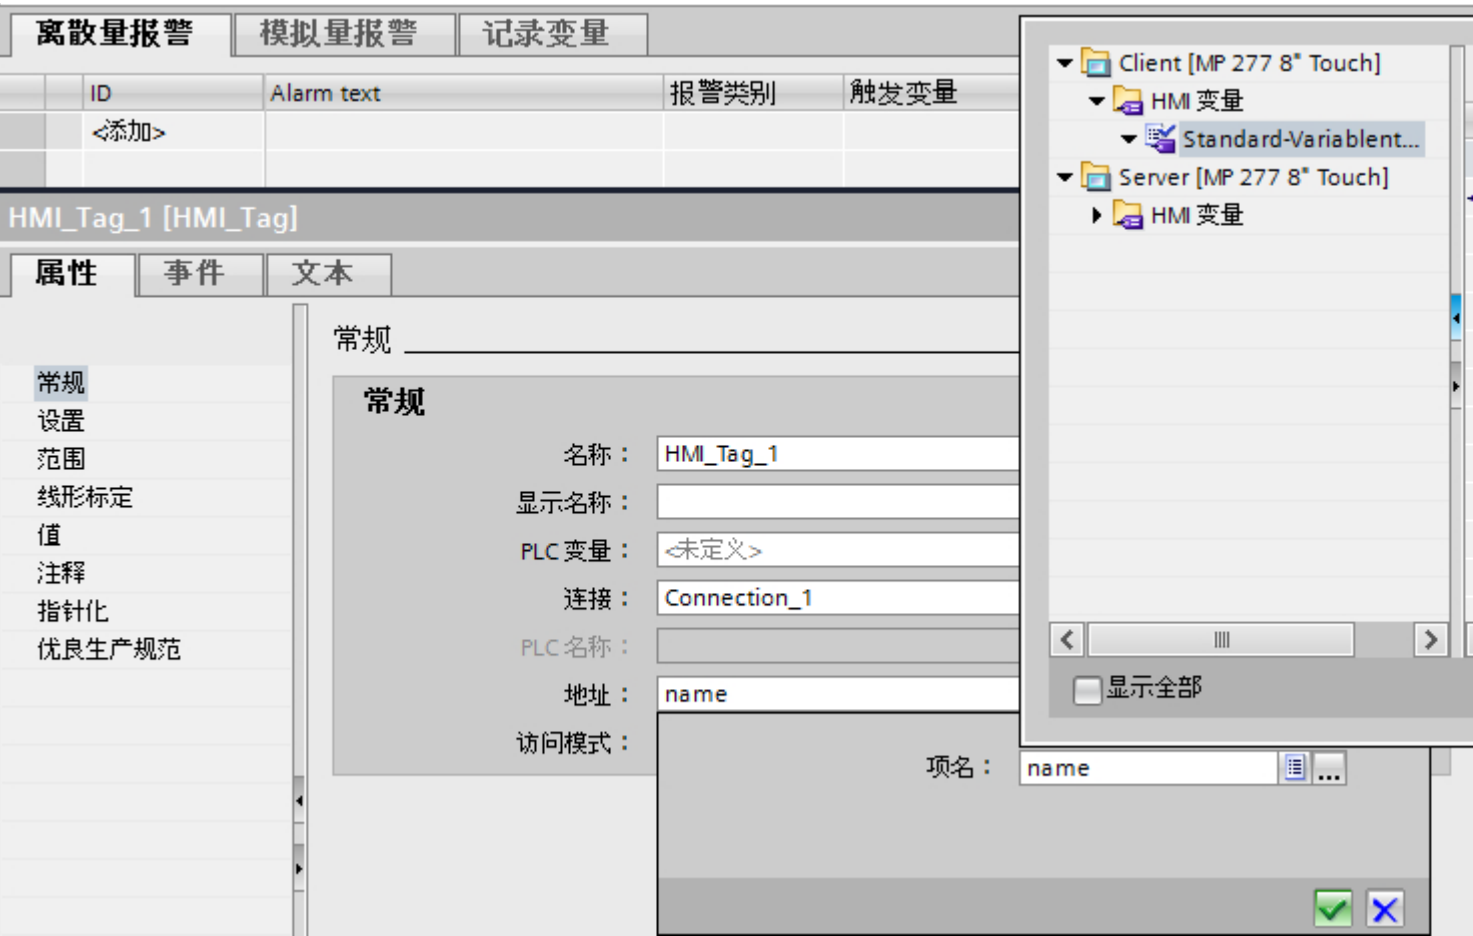 离散量报警 模拟量报警 记录变量
ID Alarm text 报警类别 触发变量
<添加>
HMI_Tag_1 [HMI_Tag]
属性 事件 文本
常规
设置
范围
线形标定
值
注释
指针化
优良生产规范
常规
常规
名称： HMI_Tag_1
显示名称：
PLC 变量： <未定义>
连接： Connection_1
PLC 名称：
地址： name
访问模式：
项名： name
...
Client [MP 277 8" Touch]
HMI 变量
Standard-Variablent...
Server [MP 277 8" Touch]
HMI 变量
显示全部